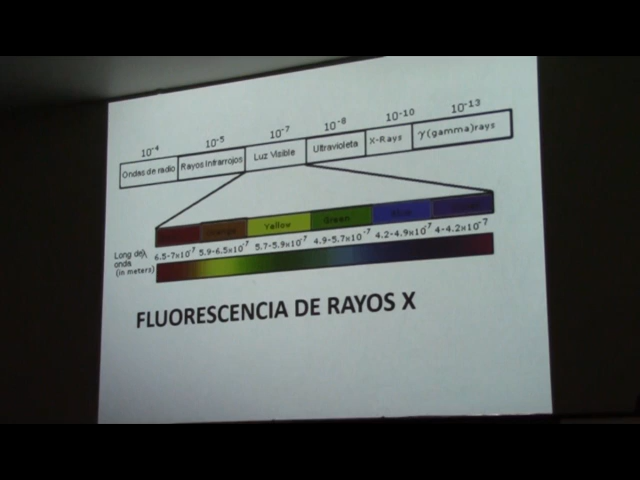 10⁻⁴ 10⁻⁵ 10⁻⁷ 10⁻⁸ 10⁻¹⁰ 10⁻¹³
Ondas de radio Rayos Infrarrojos Luz Visible Ultravioleta X-Rays γ(gamma)rays
Orange Yellow Green Blue
Long deλ 6.5-7x10⁻⁷ 5.9-6.5x10⁻⁷ 5.7-5.9x10⁻⁷ 4.9-5.7x10⁻⁷ 4.2-4.9x10⁻⁷ 4-4.2x10⁻⁷
onda
(in meters)
FLUORESCENCIA DE RAYOS X